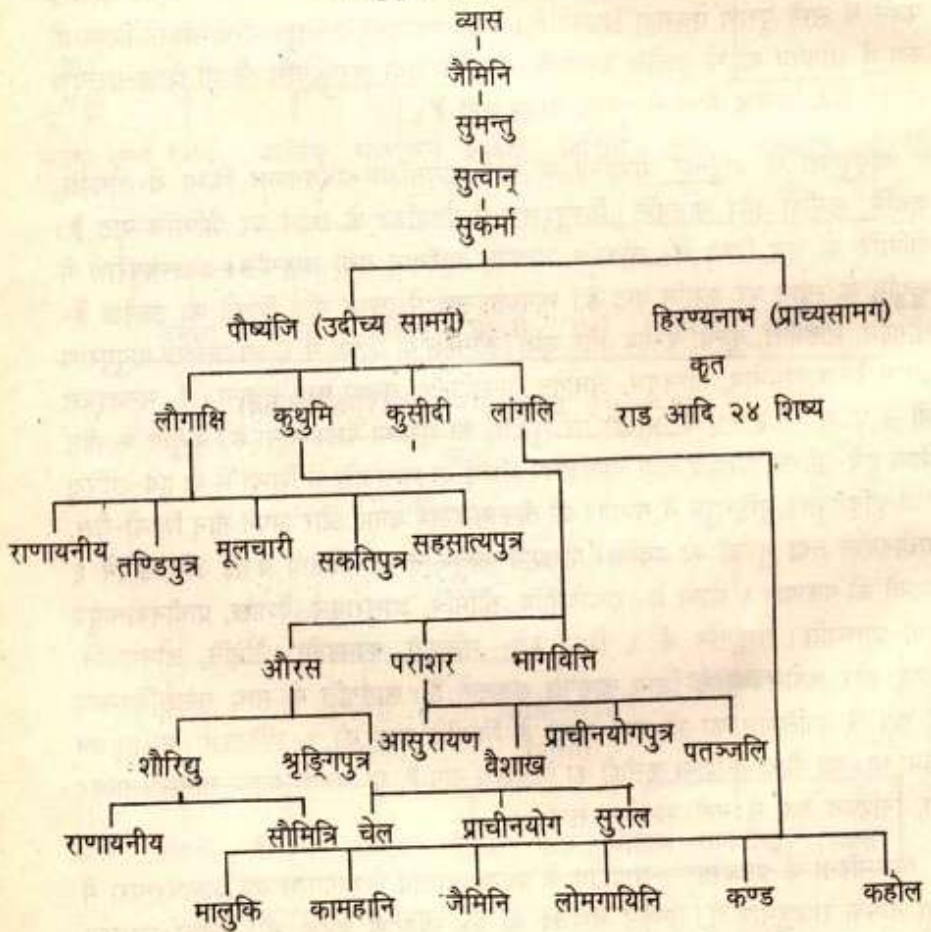 व्यास
जैमिनि
सुमन्तु
सुत्वान्
सुकर्मा
पौष्यंजि (उदीच्य सामग) हिरण्यनाभ (प्राच्यसामग)
कृत
लौगाक्षि कुथुमि कुसीदी लांगलि राड आदि २४ शिष्य
राणायनीय तण्डिपुत्र मूलचारी सकतिपुत्र सहसात्यपुत्र
औरस पराशर भागवित्ति
शौरिद्यु श्रृङ्गिपुत्र आसुरायण वैशाख प्राचीनयोगपुत्र पतञ्जलि
राणायनीय सौमित्रि चेल प्राचीनयोग सुराल
मालुकि कामहानि जैमिनि लोमगायिनि कण्ड कहोल